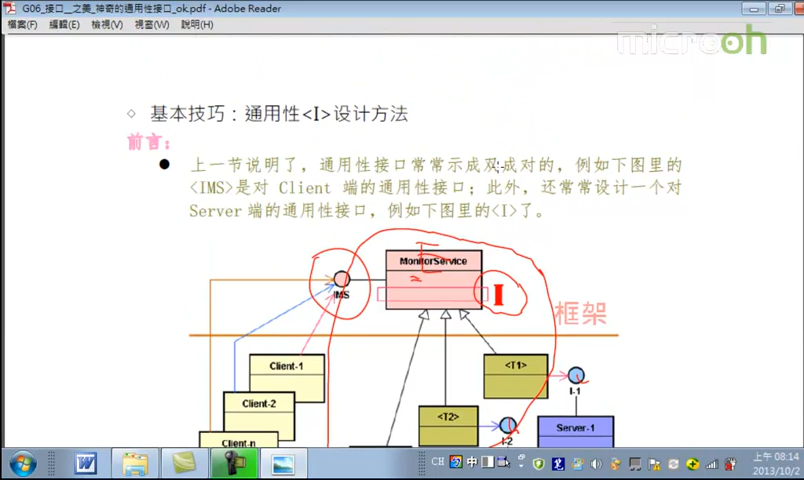 G06_接口__之美_神奇的通用性接口_ok.pdf - Adobe Reader
microoh
檔案(F) 編輯(E) 檢視(V) 視窗(W) 說明(H)
◇ 基本技巧：通用性<I>设计方法
前言：
● 上一节说明了，通用性接口常常示成双成对的，例如下图里的
<IMS>是对 Client 端的通用性接口；此外，还常常设计一个对
Server 端的通用性接口，例如下图里的<I>了。
MonitorService
IMS
I
框架
Client-1
<T1>
I-1
Client-2
<T2>
I-2
Server-1
Client-n
CH
上午 08:14
2013/10/2